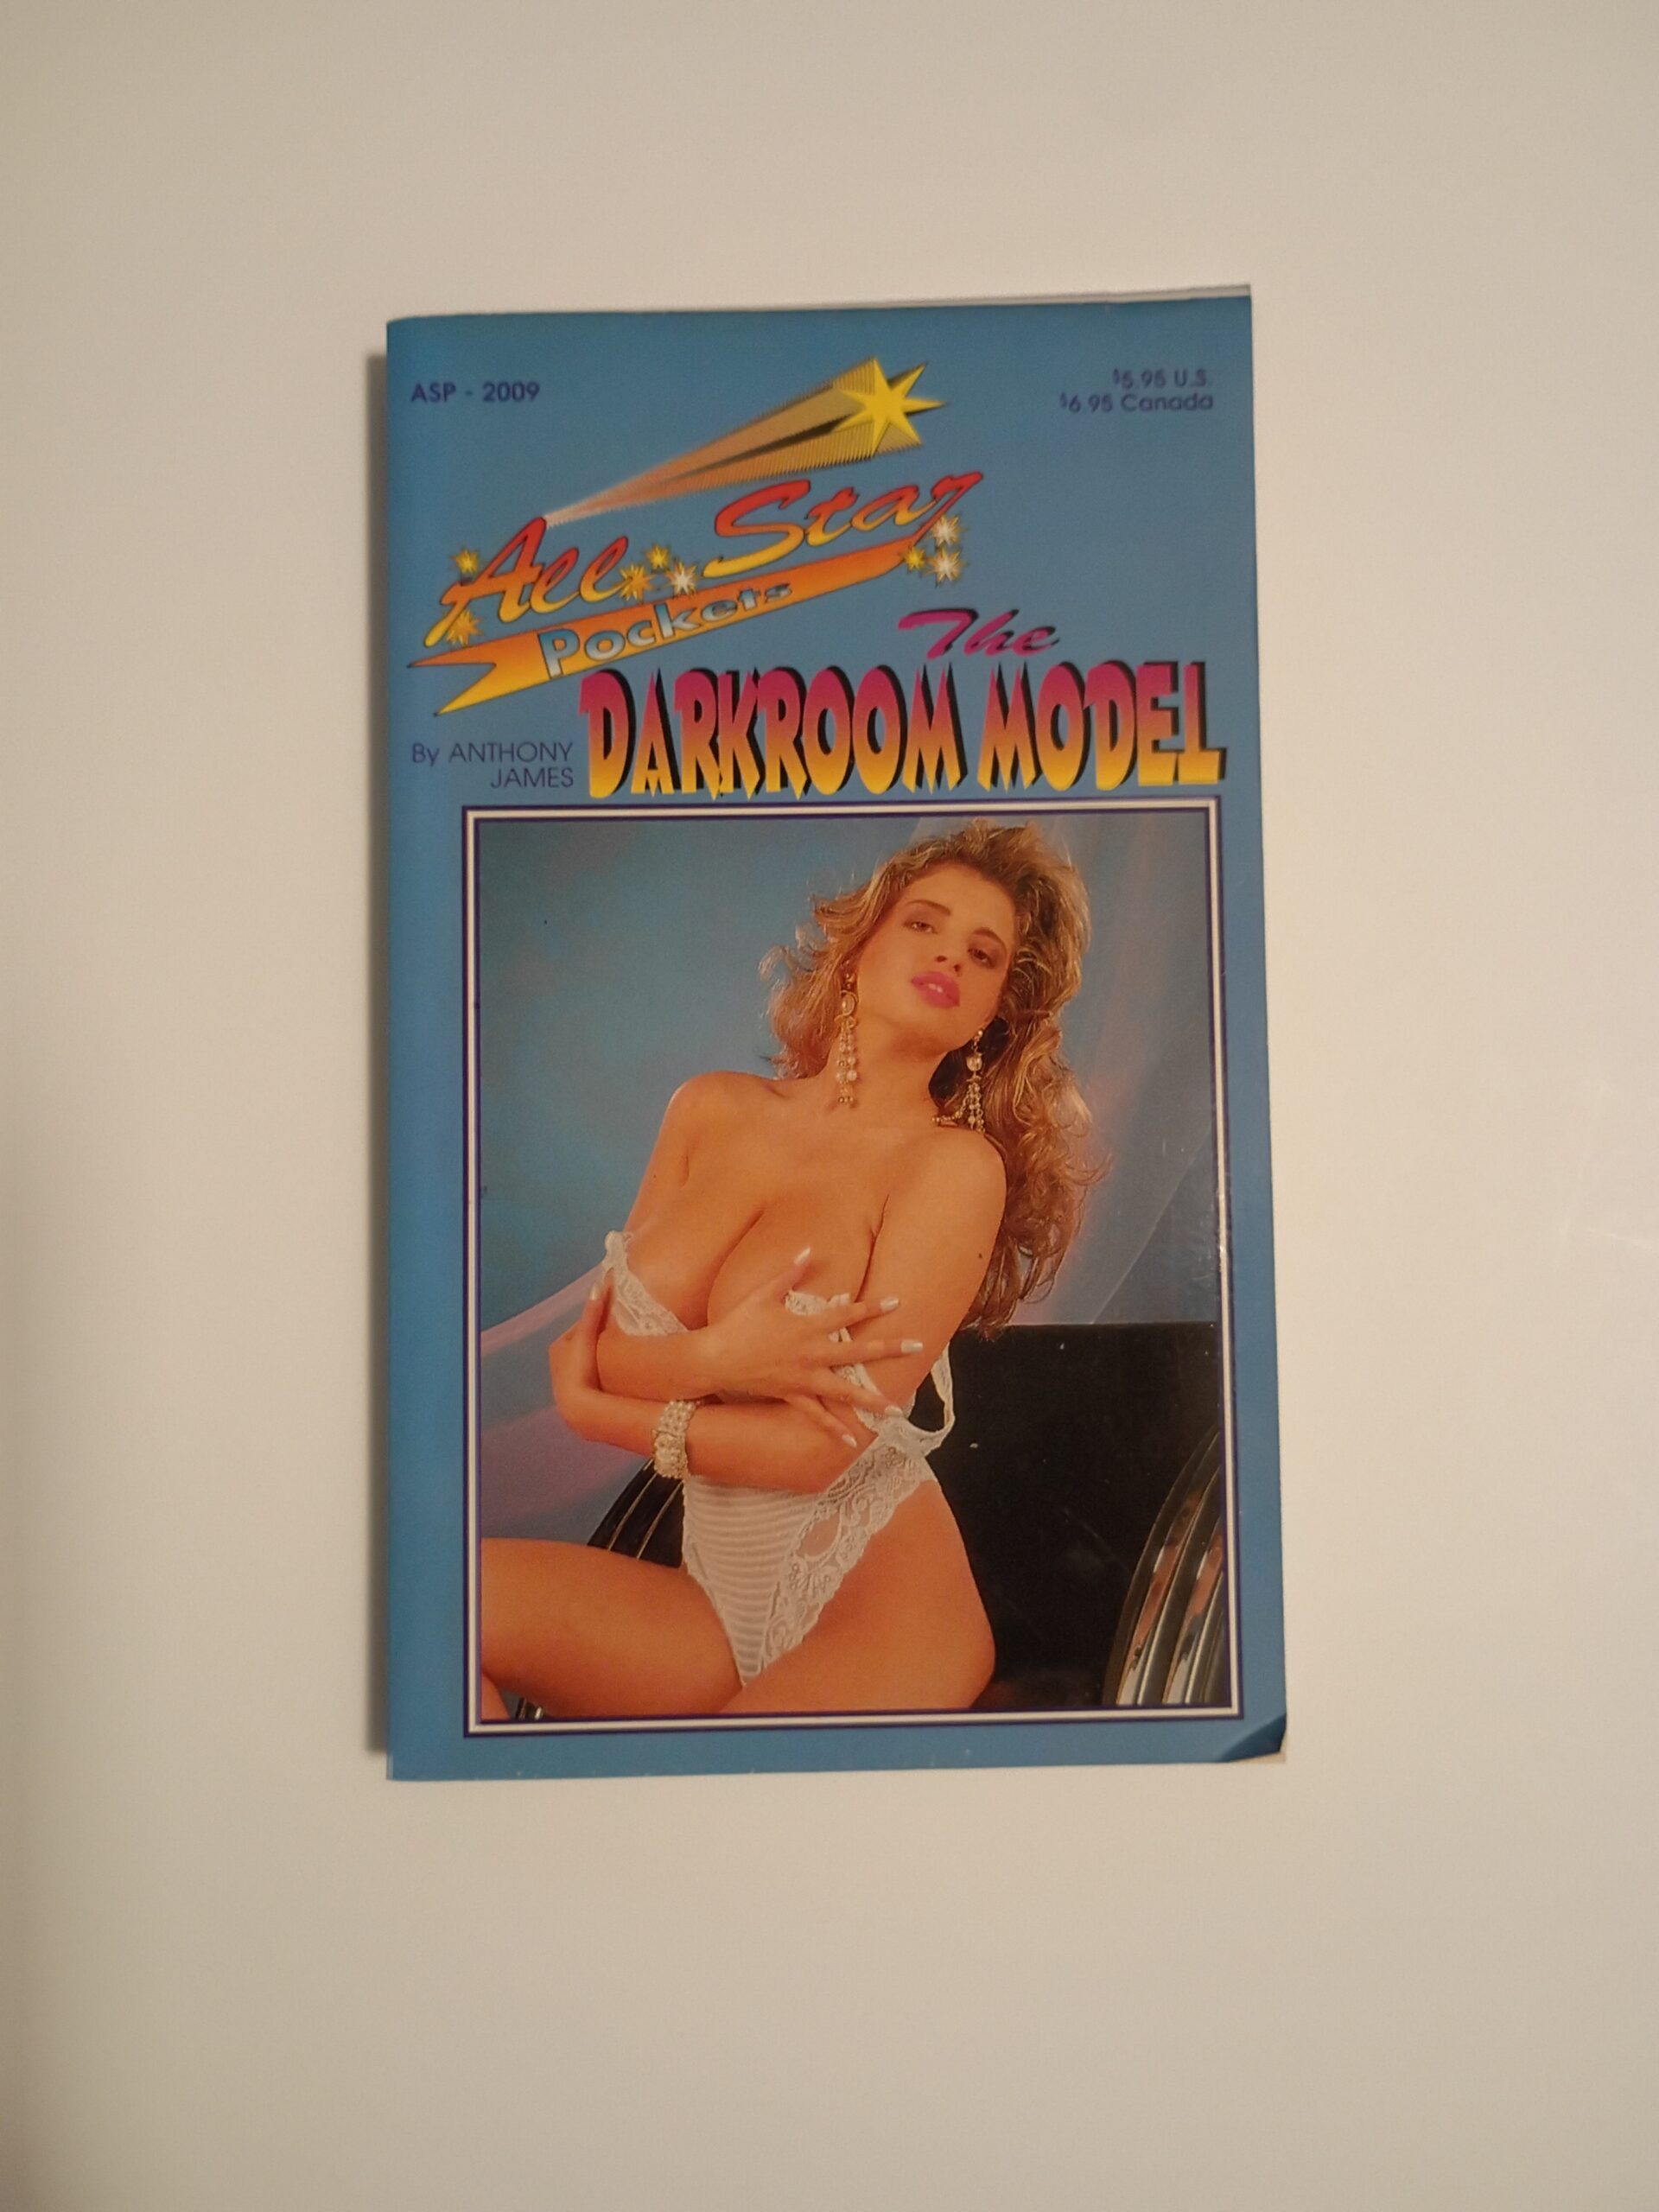 ASP - 2009
$5.95 U.S.
$6.95 Canada
All Star
Pockets
The
DARKROOM MODEL
By ANTHONY
JAMES